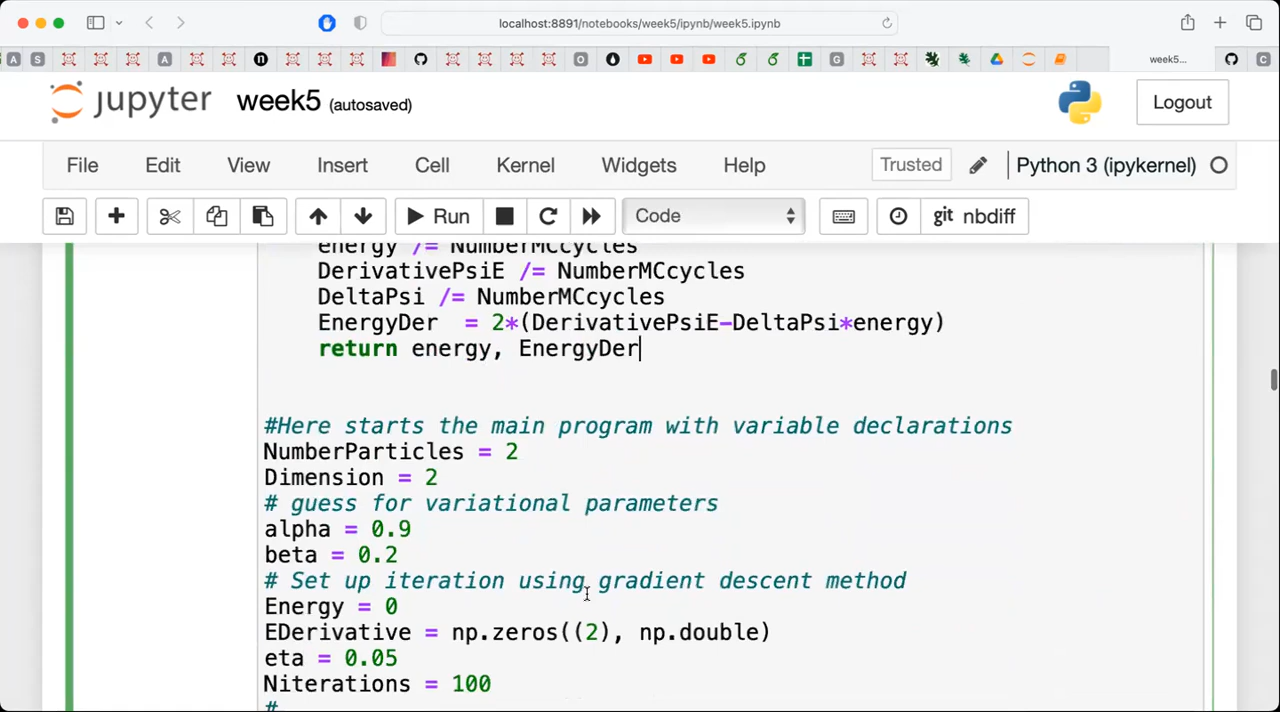 localhost:8891/notebooks/week5/ipynb/week5.ipynb
week5...
jupyter week5 (autosaved)
Logout
File Edit View Insert Cell Kernel Widgets Help Trusted Python 3 (ipykernel)
Run Code git nbdiff
energy /= NumberMCcycles
DerivativePsiE /= NumberMCcycles
DeltaPsi /= NumberMCcycles
EnergyDer  = 2*(DerivativePsiE-DeltaPsi*energy)
return energy, EnergyDer
#Here starts the main program with variable declarations
NumberParticles = 2
Dimension = 2
# guess for variational parameters
alpha = 0.9
beta = 0.2
# Set up iteration using gradient descent method
Energy = 0
EDerivative = np.zeros((2), np.double)
eta = 0.05
Niterations = 100
#